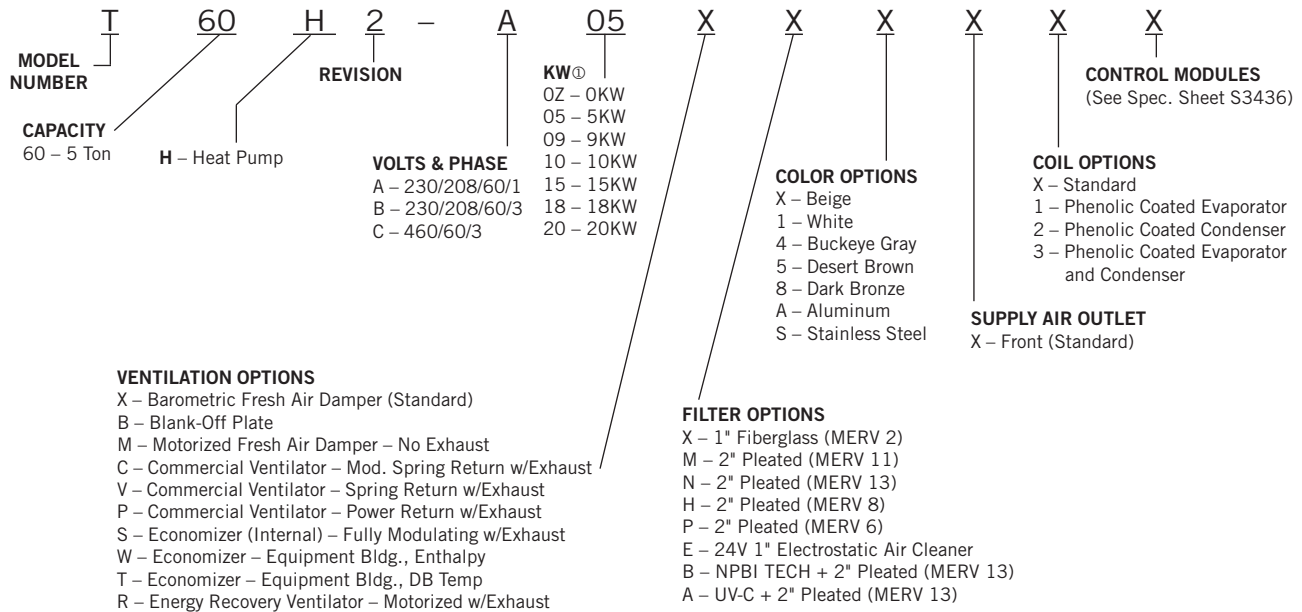 T 60 H 2 – A 05 X X X X X X
MODEL
NUMBER
CAPACITY
60 – 5 Ton
H – Heat Pump
REVISION
VOLTS & PHASE
A – 230/208/60/1
B – 230/208/60/3
C – 460/60/3
KW①
0Z – 0KW
05 – 5KW
09 – 9KW
10 – 10KW
15 – 15KW
18 – 18KW
20 – 20KW
VENTILATION OPTIONS
X – Barometric Fresh Air Damper (Standard)
B – Blank-Off Plate
M – Motorized Fresh Air Damper – No Exhaust
C – Commercial Ventilator – Mod. Spring Return w/Exhaust
V – Commercial Ventilator – Spring Return w/Exhaust
P – Commercial Ventilator – Power Return w/Exhaust
S – Economizer (Internal) – Fully Modulating w/Exhaust
W – Economizer – Equipment Bldg., Enthalpy
T – Economizer – Equipment Bldg., DB Temp
R – Energy Recovery Ventilator – Motorized w/Exhaust
FILTER OPTIONS
X – 1" Fiberglass (MERV 2)
M – 2" Pleated (MERV 11)
N – 2" Pleated (MERV 13)
H – 2" Pleated (MERV 8)
P – 2" Pleated (MERV 6)
E – 24V 1" Electrostatic Air Cleaner
B – NPBI TECH + 2" Pleated (MERV 13)
A – UV-C + 2" Pleated (MERV 13)
COLOR OPTIONS
X – Beige
1 – White
4 – Buckeye Gray
5 – Desert Brown
8 – Dark Bronze
A – Aluminum
S – Stainless Steel
SUPPLY AIR OUTLET
X – Front (Standard)
COIL OPTIONS
X – Standard
1 – Phenolic Coated Evaporator
2 – Phenolic Coated Condenser
3 – Phenolic Coated Evaporator
and Condenser
CONTROL MODULES
(See Spec. Sheet S3436)